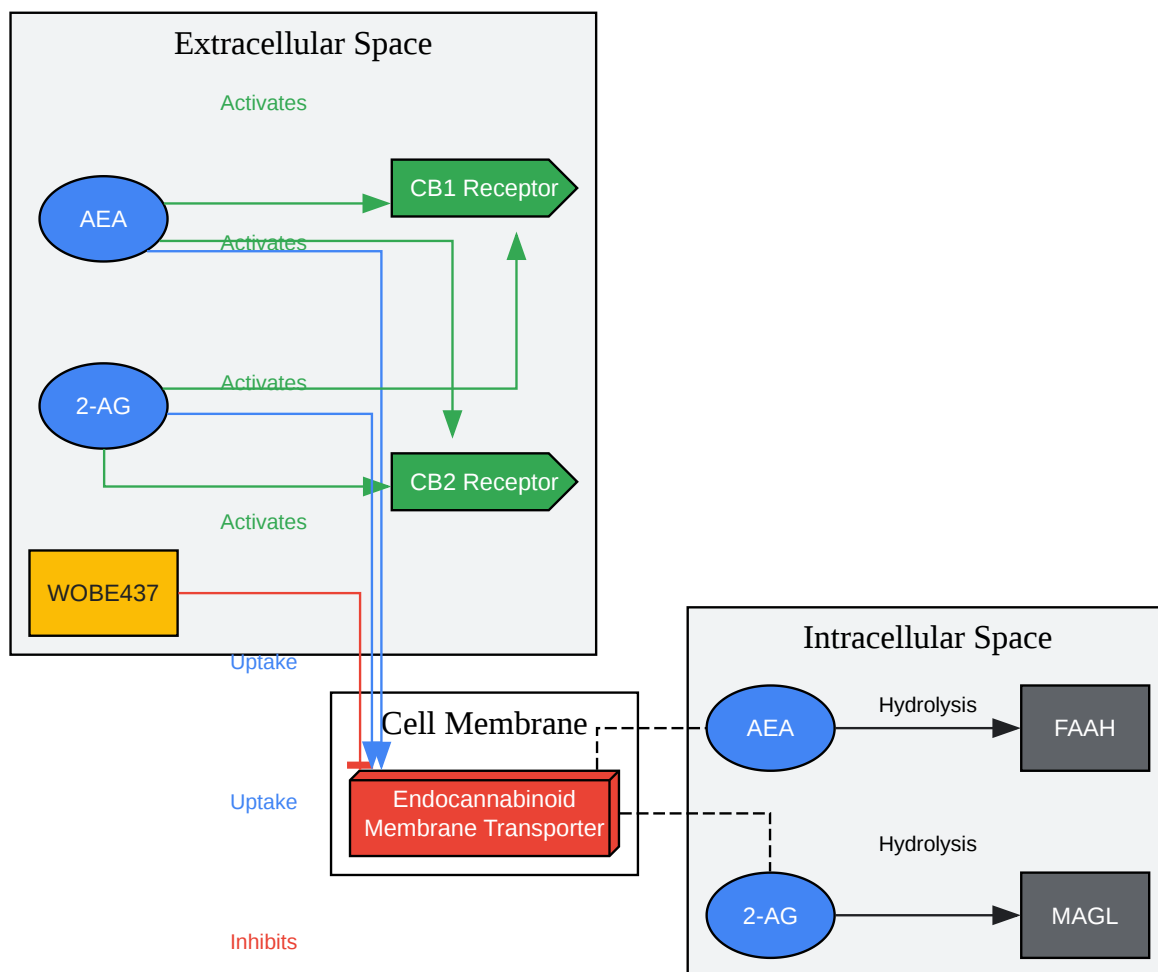 Extracellular Space
Activates
CB1 Receptor
AEA
Activates
Activates
2-AG
CB2 Receptor
Activates
WOBE437
Uptake
Cell Membrane
Endocannabinoid
Membrane Transporter
Uptake
Inhibits
Intracellular Space
AEA
Hydrolysis
FAAH
Hydrolysis
2-AG
MAGL